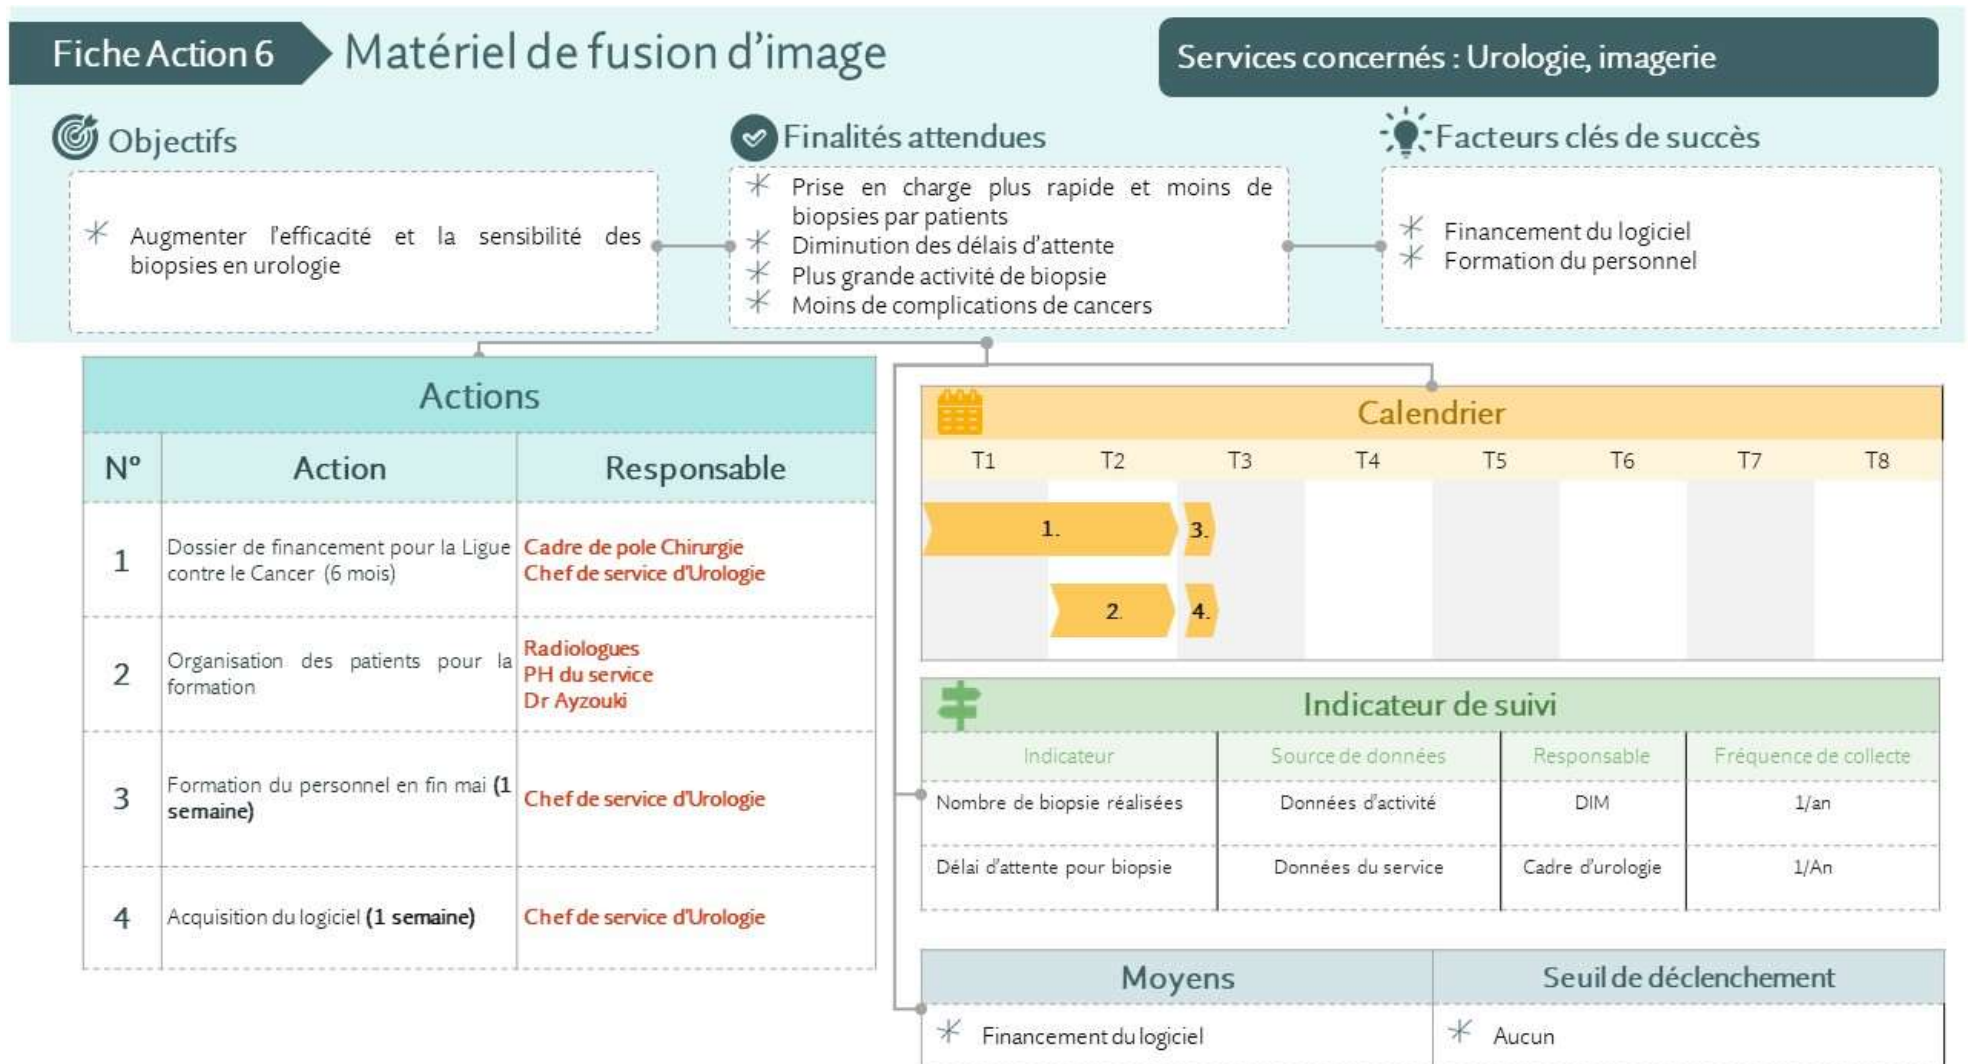 Fiche Action 6
Matériel de fusion d'image
Services concernés : Urologie, imagerie
Objectifs
Augmenter l'efficacité et la sensibilité des
biopsies en urologie
Finalités attendues
Prise en charge plus rapide et moins de
biopsies par patients
Diminution des délais d'attente
Plus grande activité de biopsie
Moins de complications de cancers
Facteurs clés de succès
Financement du logiciel
Formation du personnel
Actions
N° Action Responsable
1
Dossier de financement pour la Ligue
contre le Cancer (6 mois)
Cadre de pole Chirurgie
Chef de service d'Urologie
2
Organisation des patients pour la
formation
Radiologues
PH du service
Dr Ayzouki
3
Formation du personnel en fin mai (1
semaine)
Chef de service d'Urologie
4
Acquisition du logiciel (1 semaine)
Chef de service d'Urologie
Calendrier
T1 T2 T3 T4 T5 T6 T7 T8
1. 3.
2. 4.
Indicateur de suivi
Indicateur Source de données Responsable Fréquence de collecte
Nombre de biopsie réalisées Données d'activité DIM 1/an
Délai d'attente pour biopsie Données du service Cadre d'urologie 1/An
Moyens Seuil de déclenchement
Financement du logiciel Aucun